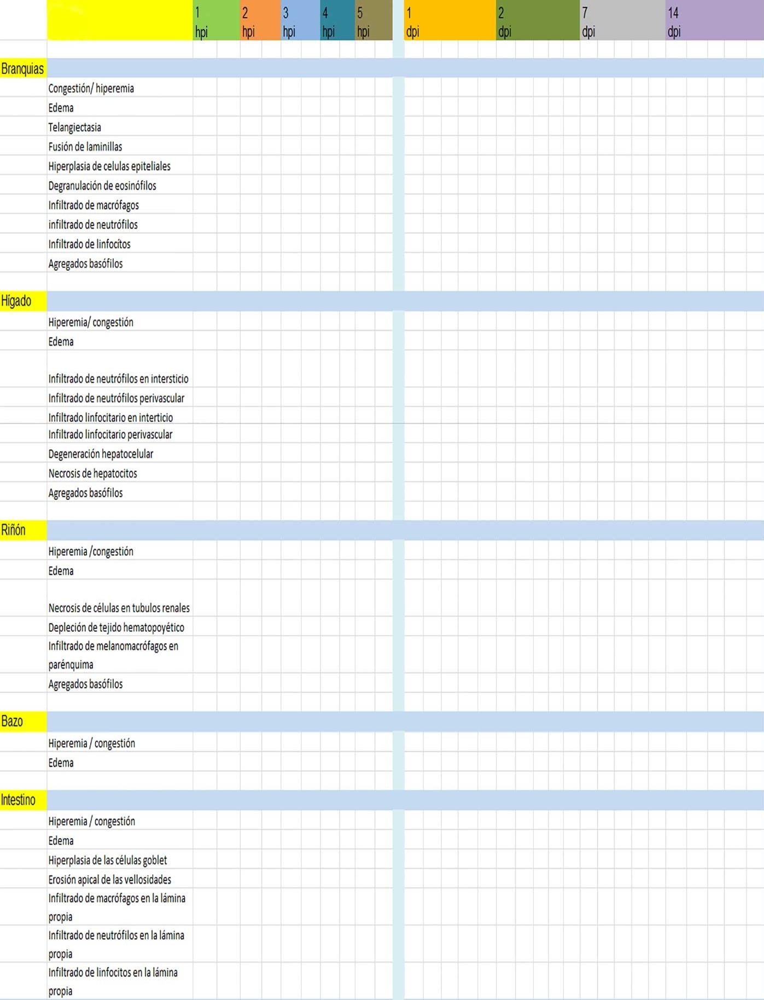 1 2 3 4 5 1 2 7 14
hpi hpi hpi hpi hpi dpi dpi dpi dpi
Branquias
Congestión/ hiperemia
Edema
Telangiectasia
Fusión de laminillas
Hiperplasia de celulas epiteliales
Degranulación de eosinófilos
Infiltrado de macrófagos
infiltrado de neutrófilos
Infiltrado de linfocítos
Agregados basófilos
Hígado
Hiperemia/ congestión
Edema
Infiltrado de neutrófilos en intersticio
Infiltrado de neutrófilos perivascular
Infiltrado linfocitario en interticio
Infiltrado linfocitario perivascular
Degeneración hepatocelular
Necrosis de hepatocitos
Agregados basófilos
Riñón
Hiperemia /congestión
Edema
Necrosis de células en tubulos renales
Depleción de tejido hematopoyético
Infiltrado de melanomacrófagos en
parénquima
Agregados basófilos
Bazo
Hiperemia / congestión
Edema
Intestino
Hiperemia / congestión
Edema
Hiperplasia de las células goblet
Erosión apical de las vellosidades
Infiltrado de macrófagos en la lámina
propia
Infiltrado de neutrófilos en la lámina
propia
Infiltrado de linfocitos en la lámina
propia